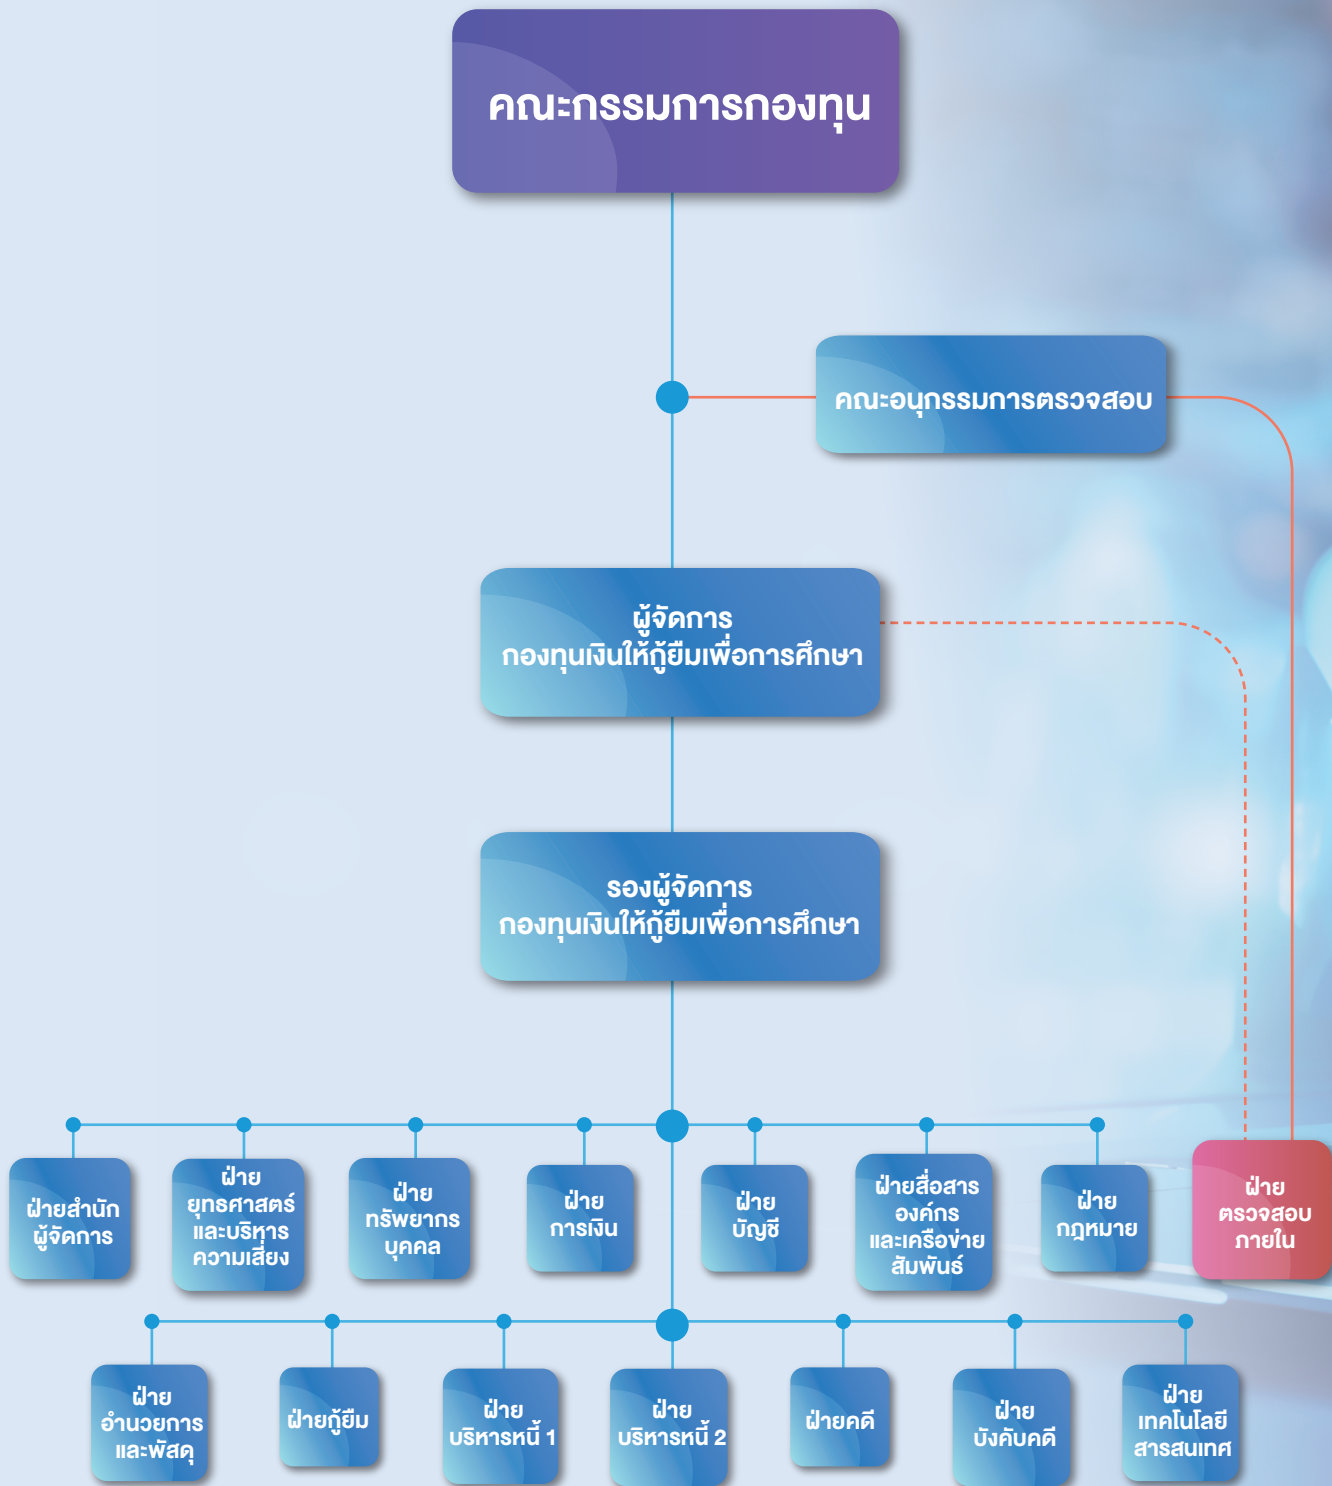 คณะกรรมการกองทุน
คณะอนุกรรมการตรวจสอบ
ผู้จัดการ
กองทุนเงินให้กู้ยืมเพื่อการศึกษา
รองผู้จัดการ
กองทุนเงินให้กู้ยืมเพื่อการศึกษา
ฝ่ายสำนัก
ผู้จัดการ
ฝ่าย
ยุทธศาสตร์
และบริหาร
ความเสี่ยง
ฝ่าย
ทรัพยากร
บุคคล
ฝ่าย
การเงิน
ฝ่าย
บัญชี
ฝ่ายสื่อสาร
องค์กร
และเครือข่าย
สัมพันธ์
ฝ่าย
กฎหมาย
ฝ่าย
ตรวจสอบ
ภายใน
ฝ่าย
อำนวยการ
และพัสดุ
ฝ่ายกู้ยืม
ฝ่าย
บริหารหนี้ 1
ฝ่าย
บริหารหนี้ 2
ฝ่ายคดี
ฝ่าย
บังคับคดี
ฝ่าย
เทคโนโลยี
สารสนเทศ